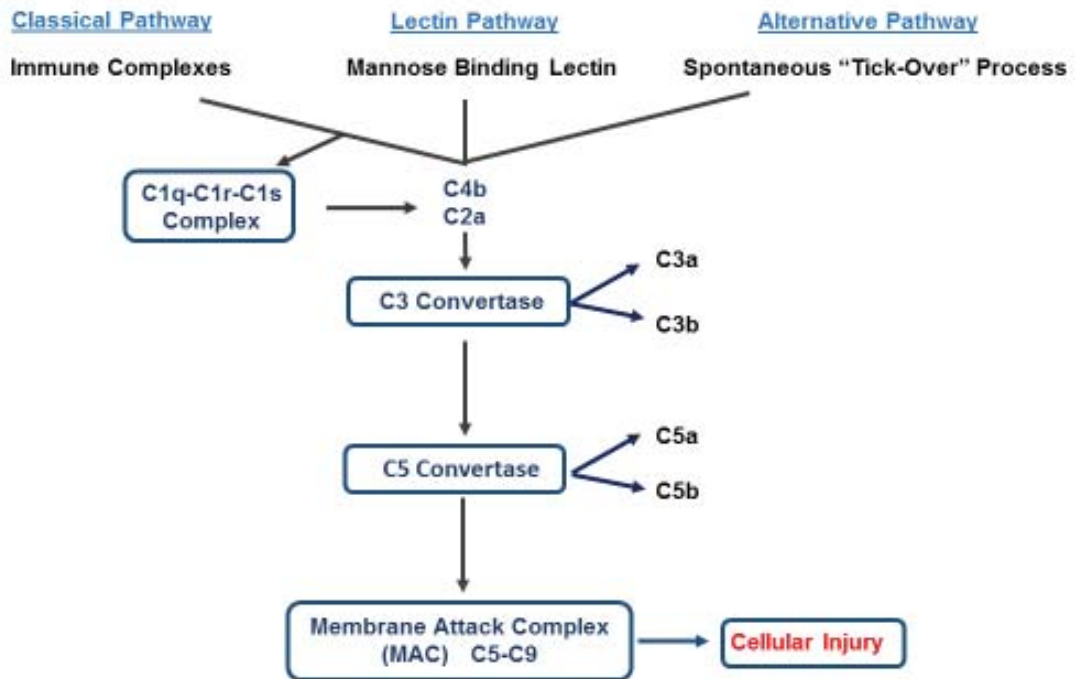 Classical Pathway
Lectin Pathway
Alternative Pathway
Immune Complexes
Mannose Binding Lectin
Spontaneous “Tick-Over” Process
C1q-C1r-C1s
Complex
C4b
C2a
C3 Convertase
C3a
C3b
C5 Convertase
C5a
C5b
Membrane Attack Complex
(MAC) C5-C9
Cellular Injury